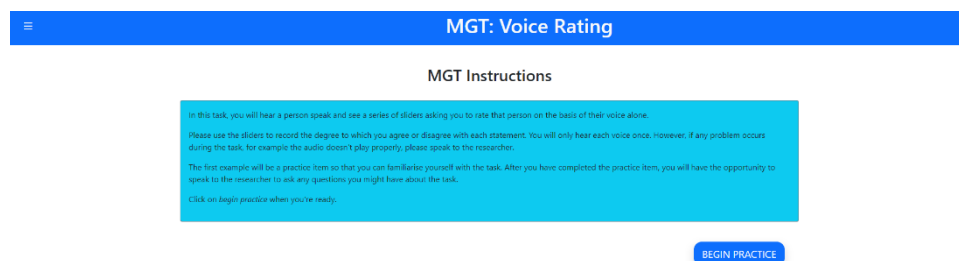 MGT: Voice Rating
MGT Instructions
In this task, you will hear a person speak and see a series of sliders asking you to rate that person on the basis of their voice alone.
Please use the sliders to record the degree to which you agree or disagree with each statement. You will only hear each voice once. However, if any problem occurs
during the task, for example the audio doesn't play properly, please speak to the researcher.
The first example will be a practice item so that you can familiarise yourself with the task. After you have completed the practice item, you will have the opportunity to
speak to the researcher to ask any questions you might have about the task.
Click on begin practice when you're ready.
BEGIN PRACTICE